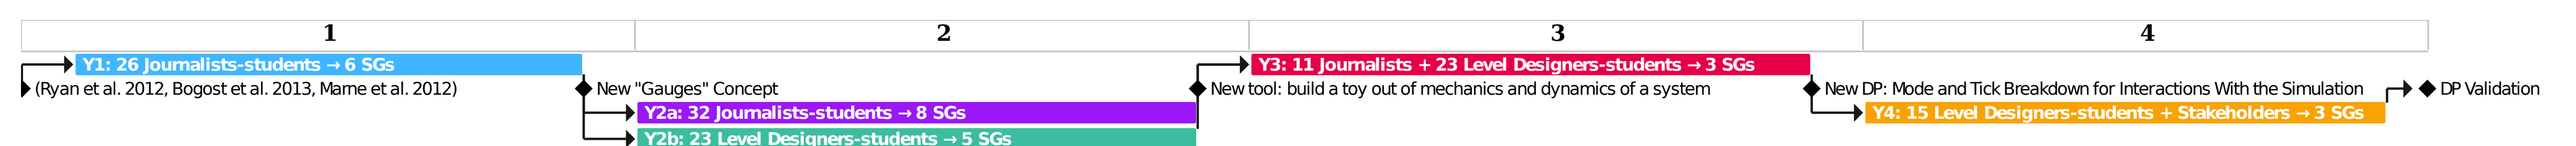 1
2
3
4
Y1: 26 Journalists-students → 6 SGs
Y3: 11 Journalists + 23 Level Designers-students → 3 SGs
(Ryan et al. 2012, Bogost et al. 2013, Marne et al. 2012)
New "Gauges" Concept
New tool: build a toy out of mechanics and dynamics of a system
New DP: Mode and Tick Breakdown for Interactions With the Simulation
DP Validation
Y2a: 32 Journalists-students → 8 SGs
Y4: 15 Level Designers-students + Stakeholders → 3 SGs
Y2b: 23 Level Designers-students → 5 SGs